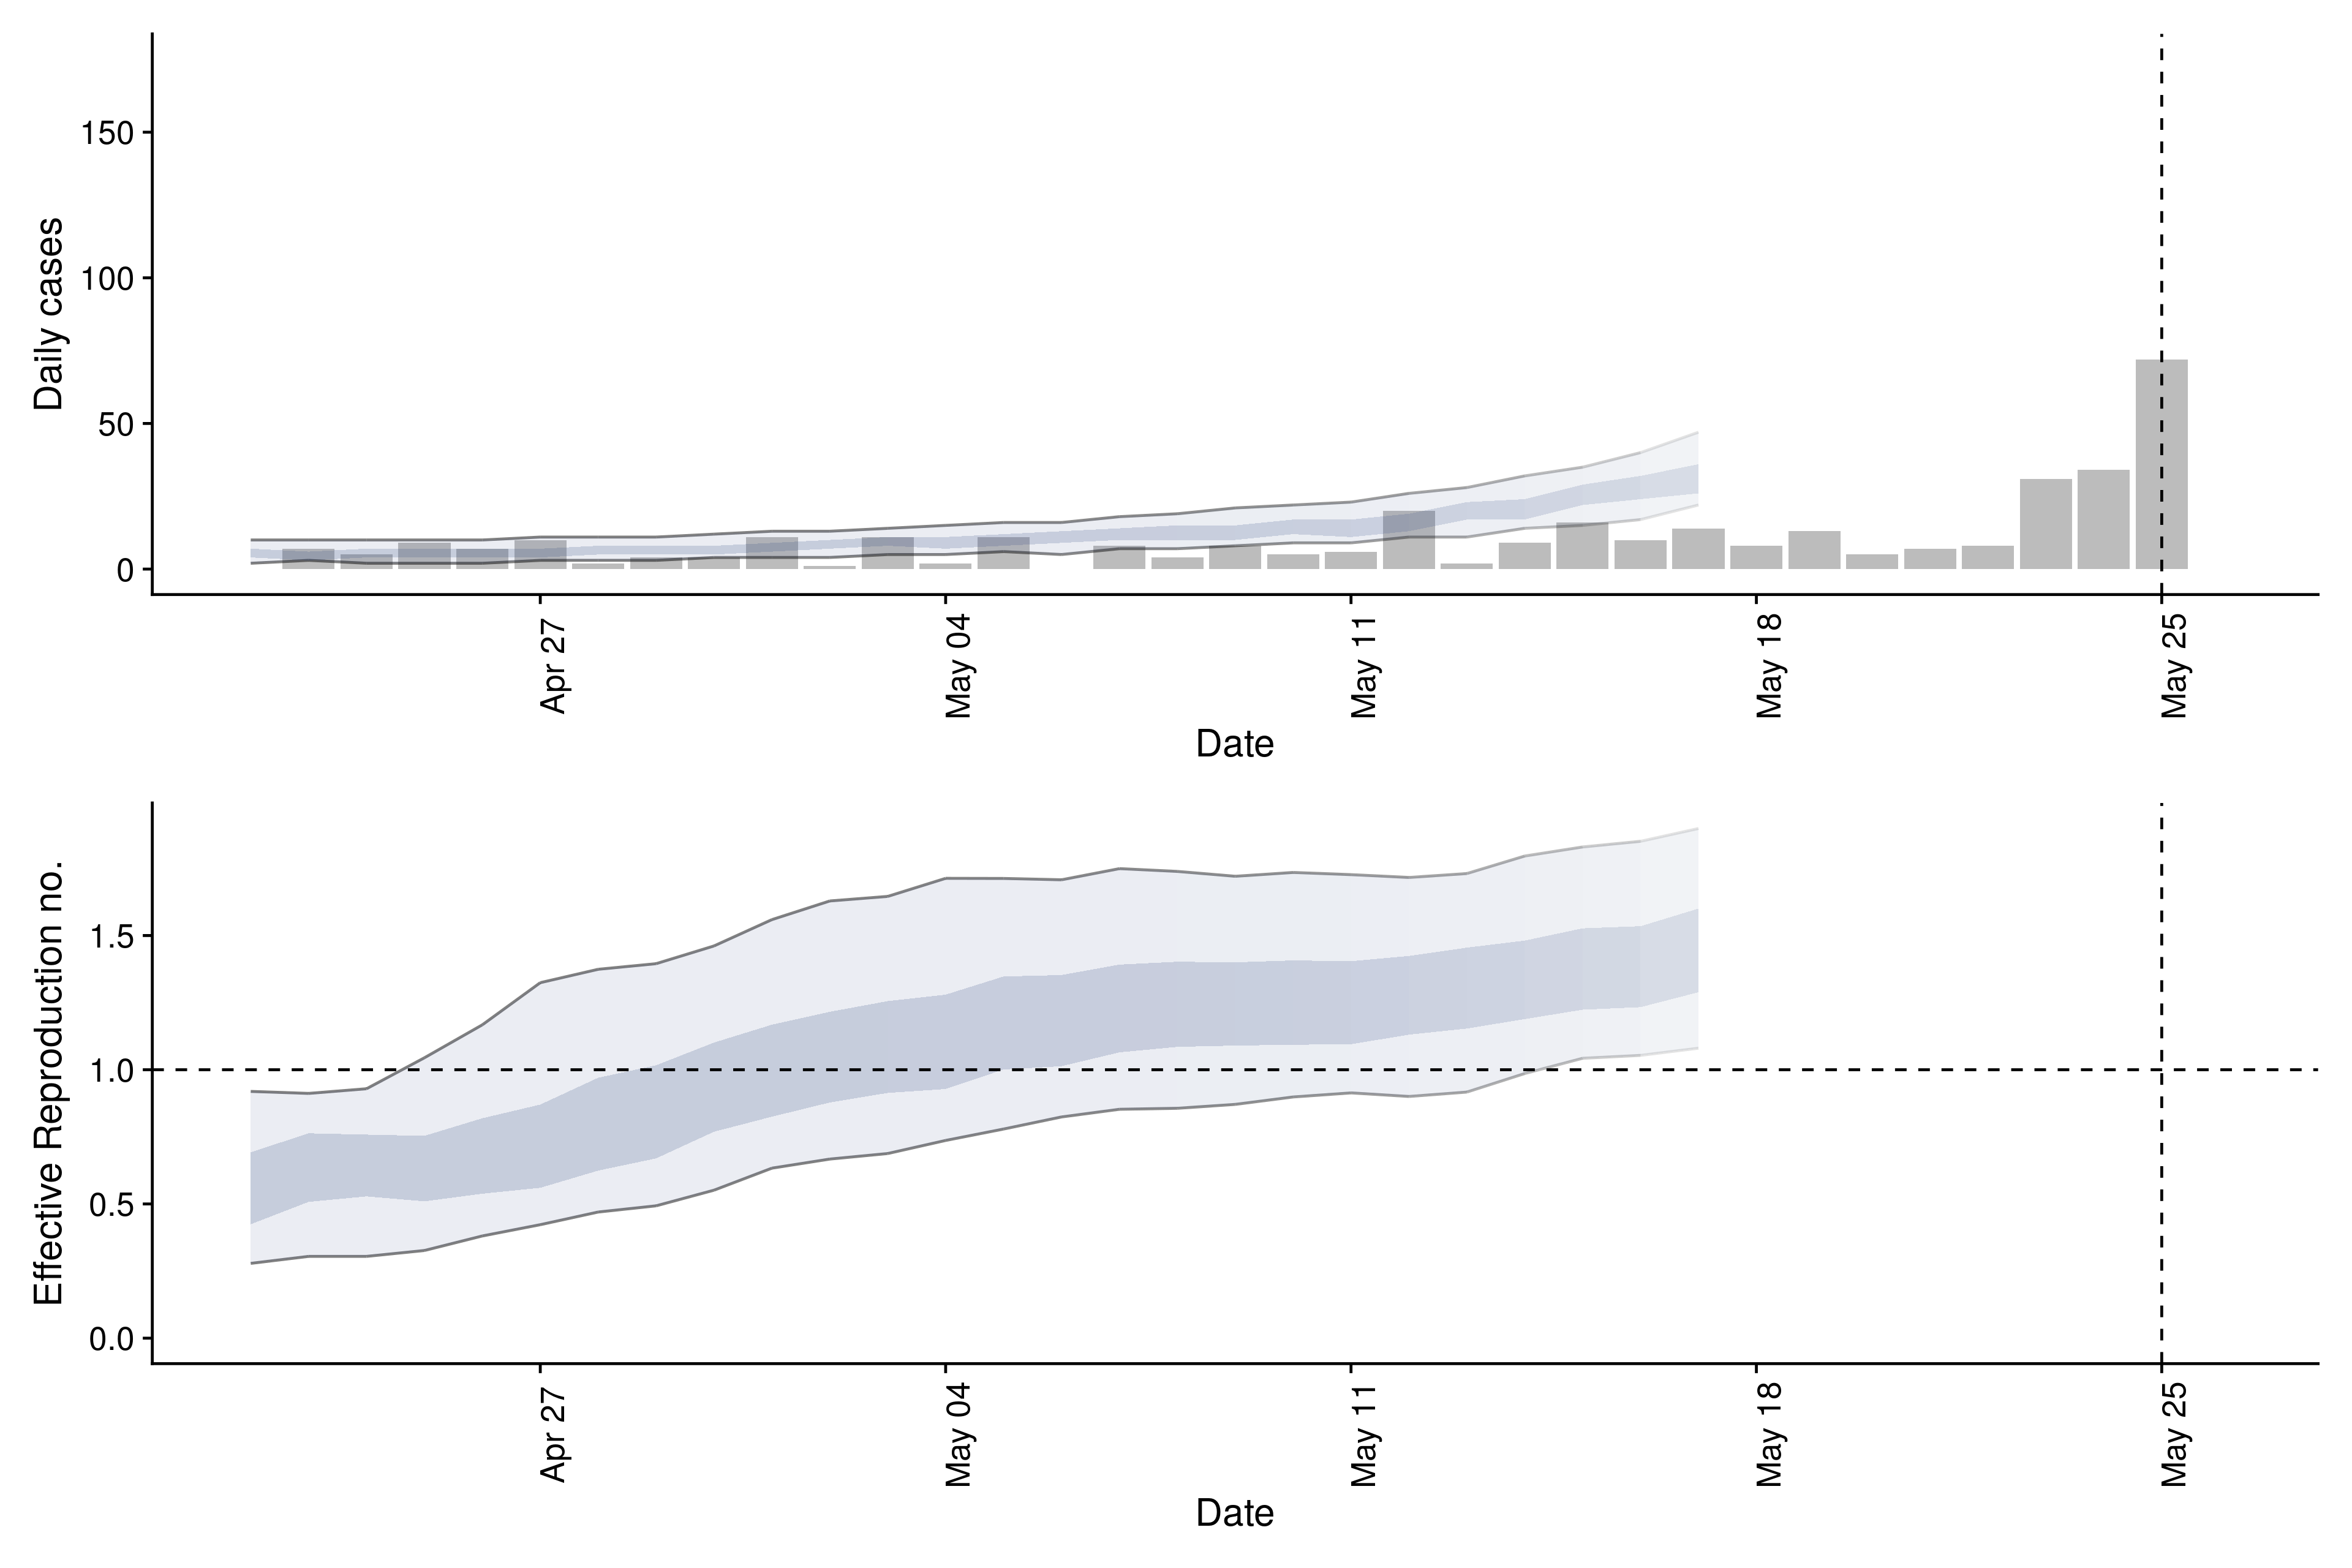 Daily cases
150
100
50
0
Apr 27
May 04
May 11
May 18
May 25
Date
Effective Reproduction no.
1.5
1.0
0.5
0.0
Apr 27
May 04
May 11
May 18
May 25
Date